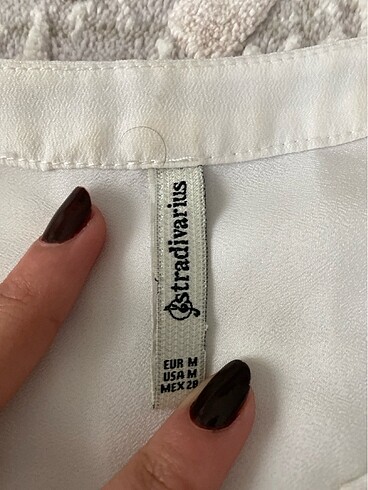 stradivarius
EUR M
USA M
MEX 28